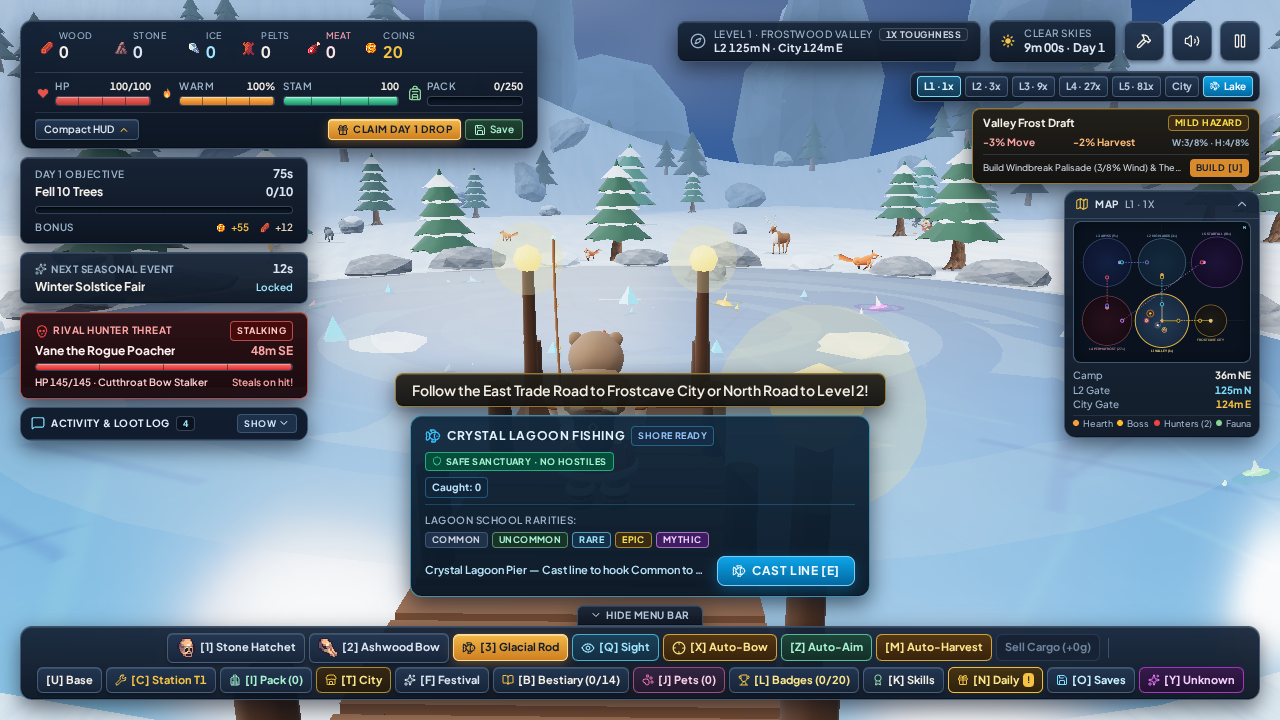 WOOD STONE ICE PELTS MEAT COINS
0 0 0 0 0 20
HP 100/100 WARM 100% STAM 100 PACK 0/250
Compact HUD CLAIM DAY 1 DROP Save
LEVEL 1 · FROSTWOOD VALLEY 1X TOUGHNESS
L2 125m N · City 124m E
CLEAR SKIES
9m 00s · Day 1
L1 · 1x L2 · 3x L3 · 9x L4 · 27x L5 · 81x City Lake
Valley Frost Draft MILD HAZARD
-3% Move -2% Harvest W:3/8% · H:4/8%
Build Windbreak Palisade (3/8% Wind) & The... BUILD [U]
DAY 1 OBJECTIVE 75s
Fell 10 Trees 0/10
BONUS +55 +12
NEXT SEASONAL EVENT 12s
Winter Solstice Fair Locked
RIVAL HUNTER THREAT STALKING
Vane the Rogue Poacher 48m SE
HP 145/145 · Cutthroat Bow Stalker Steals on hit!
ACTIVITY & LOOT LOG 4 SHOW
MAP L1 · 1X
N
Camp 36m NE
L2 Gate 125m N
City Gate 124m E
Hearth Boss Hunters (2) Fauna
Follow the East Trade Road to Frostcave City or North Road to Level 2!
CRYSTAL LAGOON FISHING SHORE READY
SAFE SANCTUARY · NO HOSTILES
Caught: 0
LAGOON SCHOOL RARITIES:
COMMON UNCOMMON RARE EPIC MYTHIC
Crystal Lagoon Pier — Cast line to hook Common to ... CAST LINE [E]
HIDE MENU BAR
[1] Stone Hatchet [2] Ashwood Bow [3] Glacial Rod [Q] Sight [X] Auto-Bow [Z] Auto-Aim [M] Auto-Harvest Sell Cargo (+0g)
[U] Base [C] Station T1 [I] Pack (0) [T] City [F] Festival [B] Bestiary (0/14) [J] Pets (0) [L] Badges (0/20) [K] Skills [N] Daily ! [O] Saves [Y] Unknown